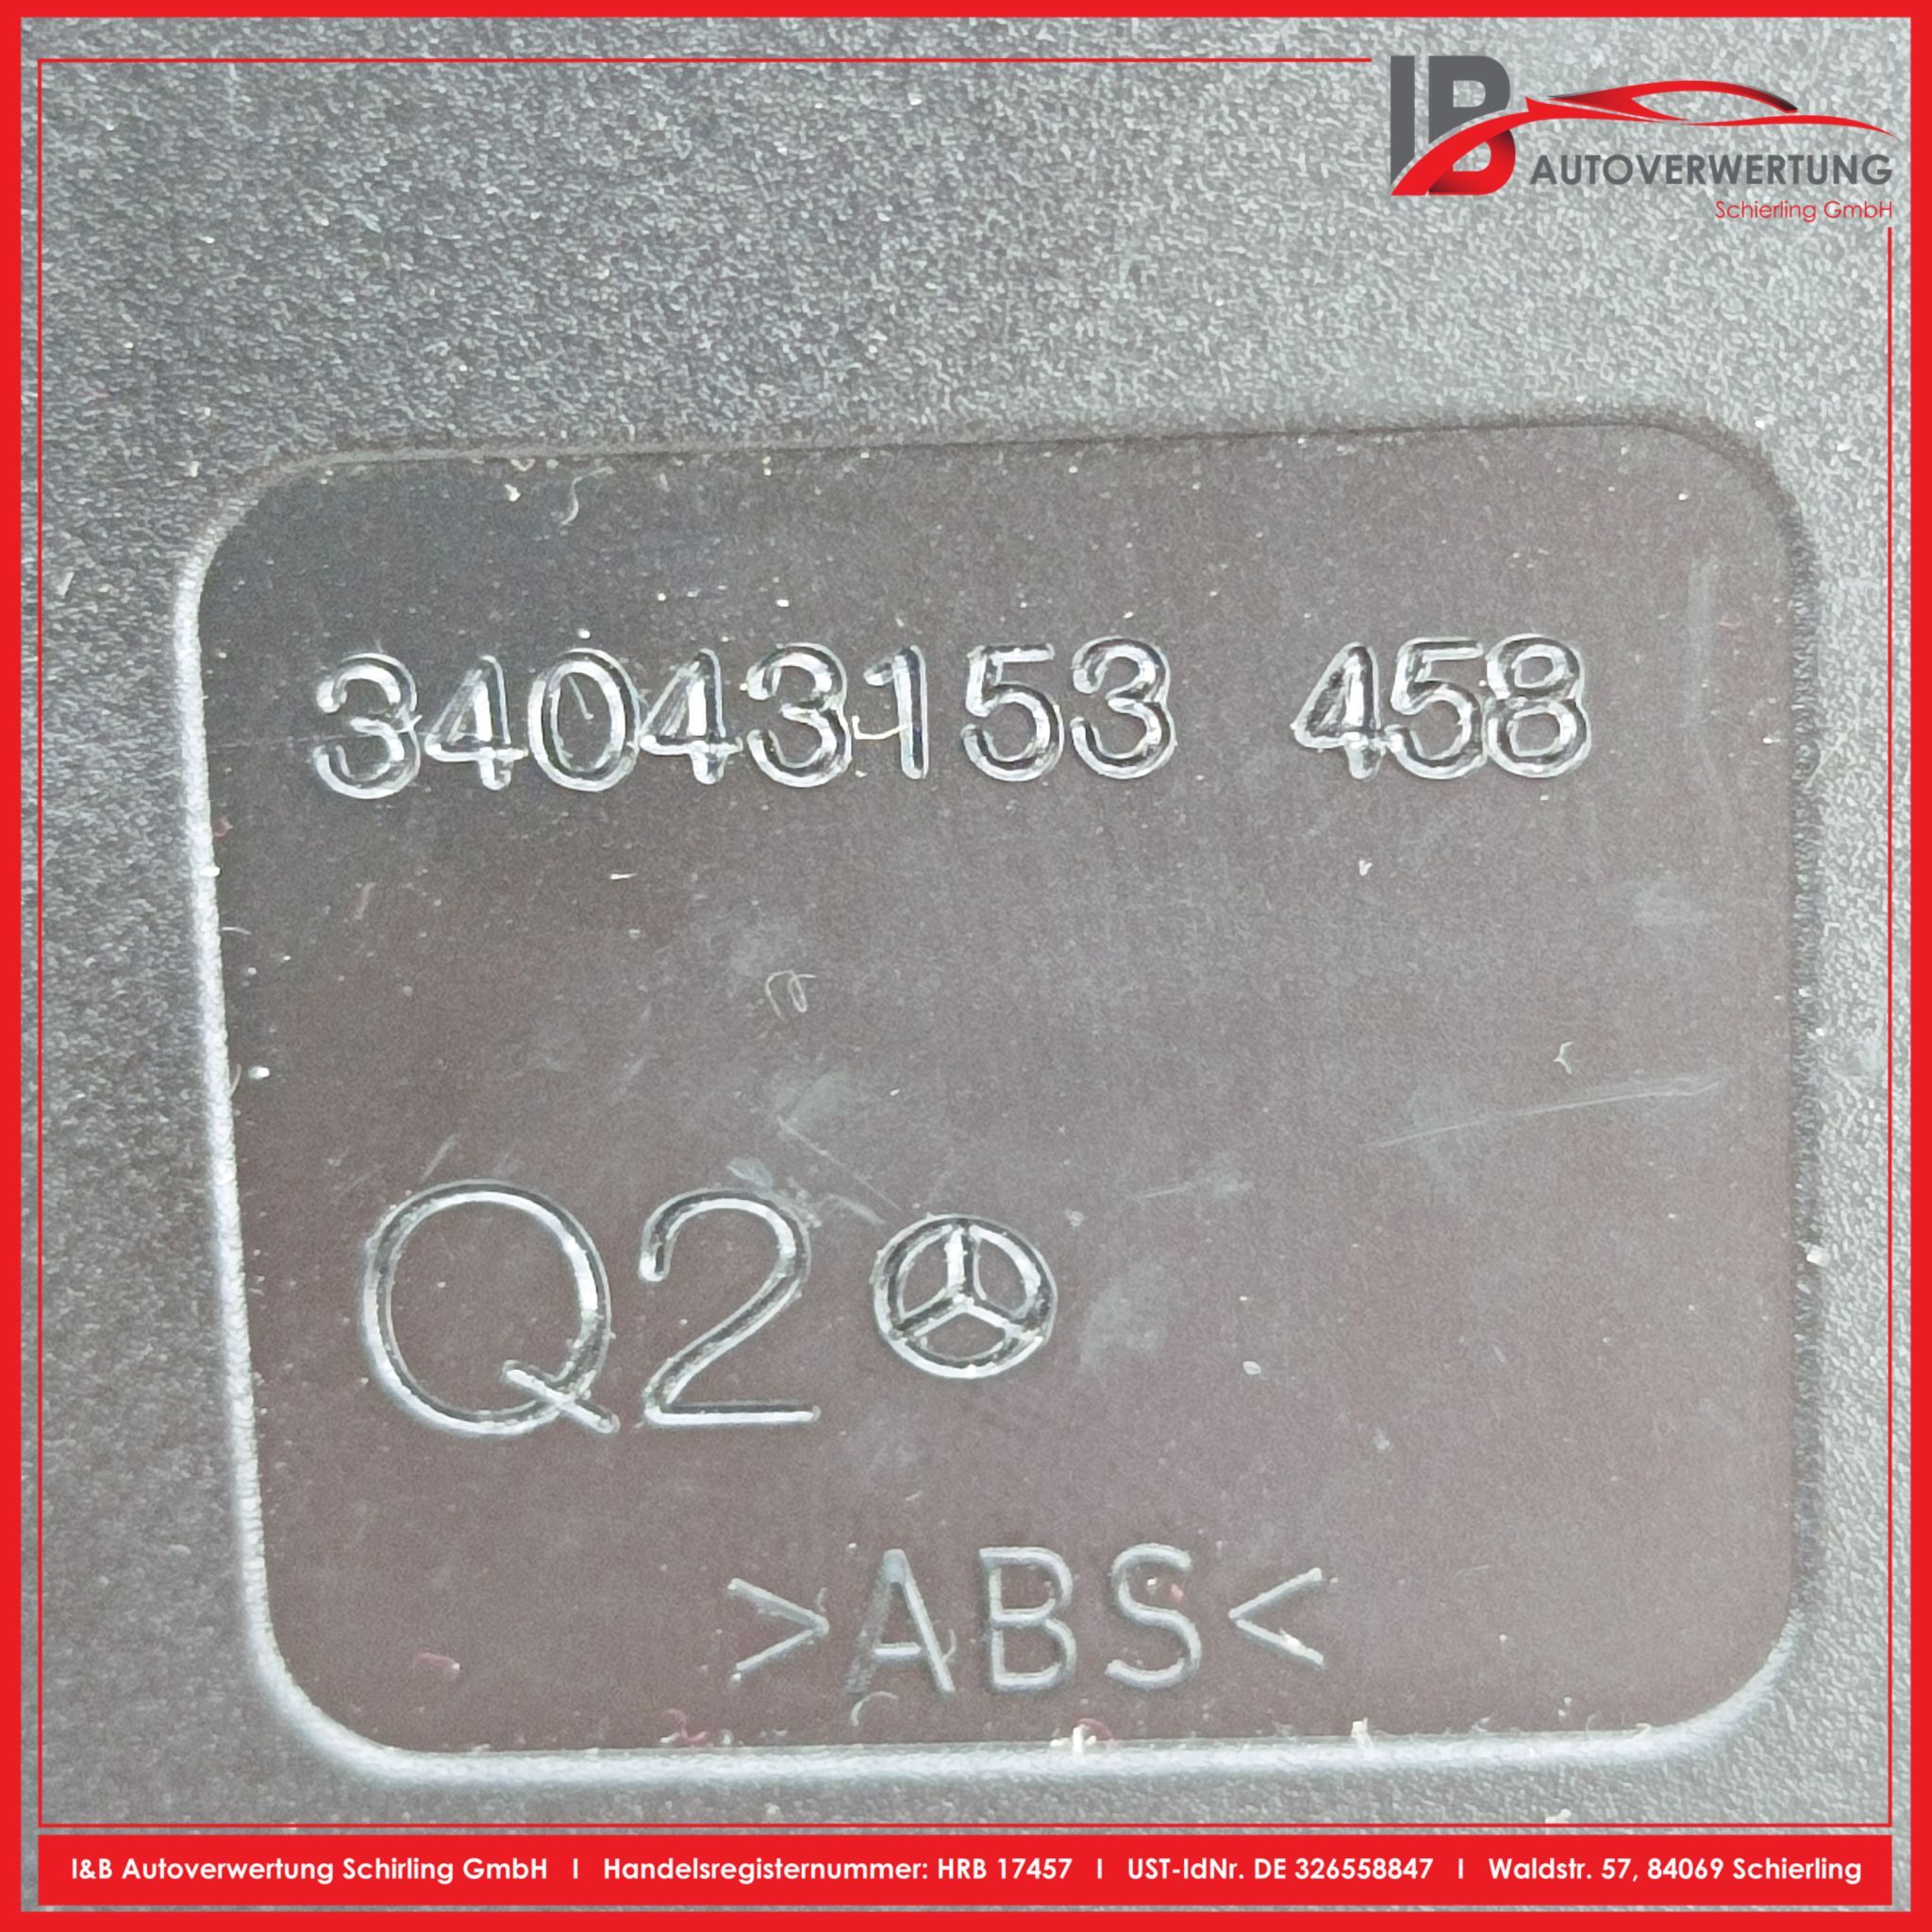 IB AUTOVERWERTUNG
Schierling GmbH
34043153 458
Q2
>ABS<
I&B Autoverwertung Schirling GmbH I Handelsregisternummer: HRB 17457 I UST-IdNr. DE 326558847 I Waldstr. 57, 84069 Schierling